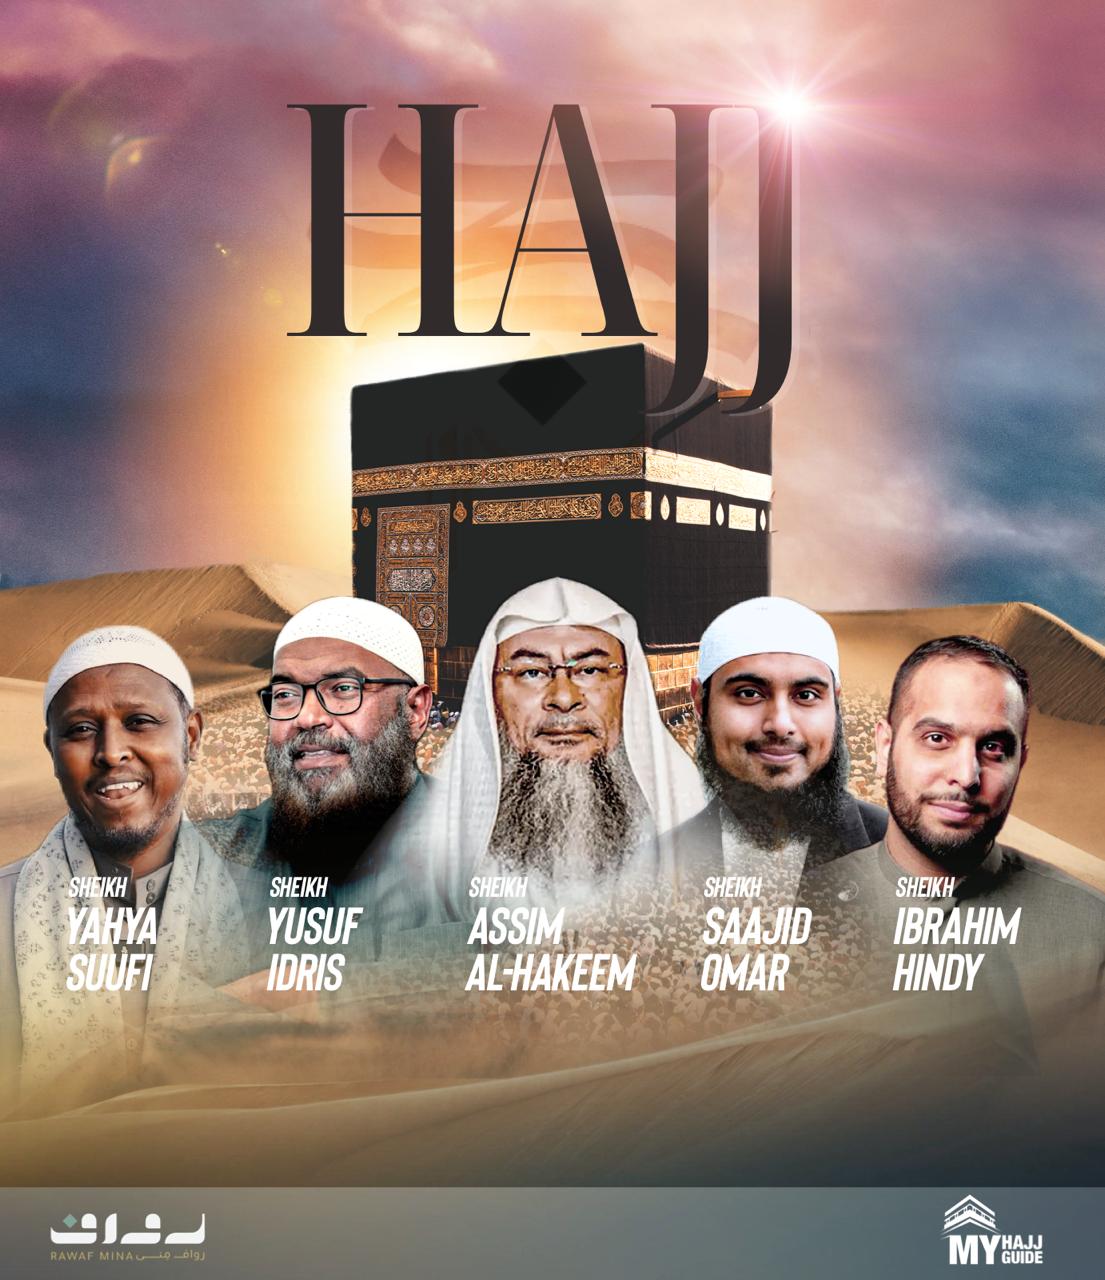 HAJJ
SHEIKH
YAHYA
SUUFI
SHEIKH
YUSUF
IDRIS
SHEIKH
ASSIM
AL-HAKEEM
SHEIKH
SAAJID
OMAR
SHEIKH
IBRAHIM
HINDY
رواف
RAWAF MINA رواف منى
MY HAJJ
GUIDE